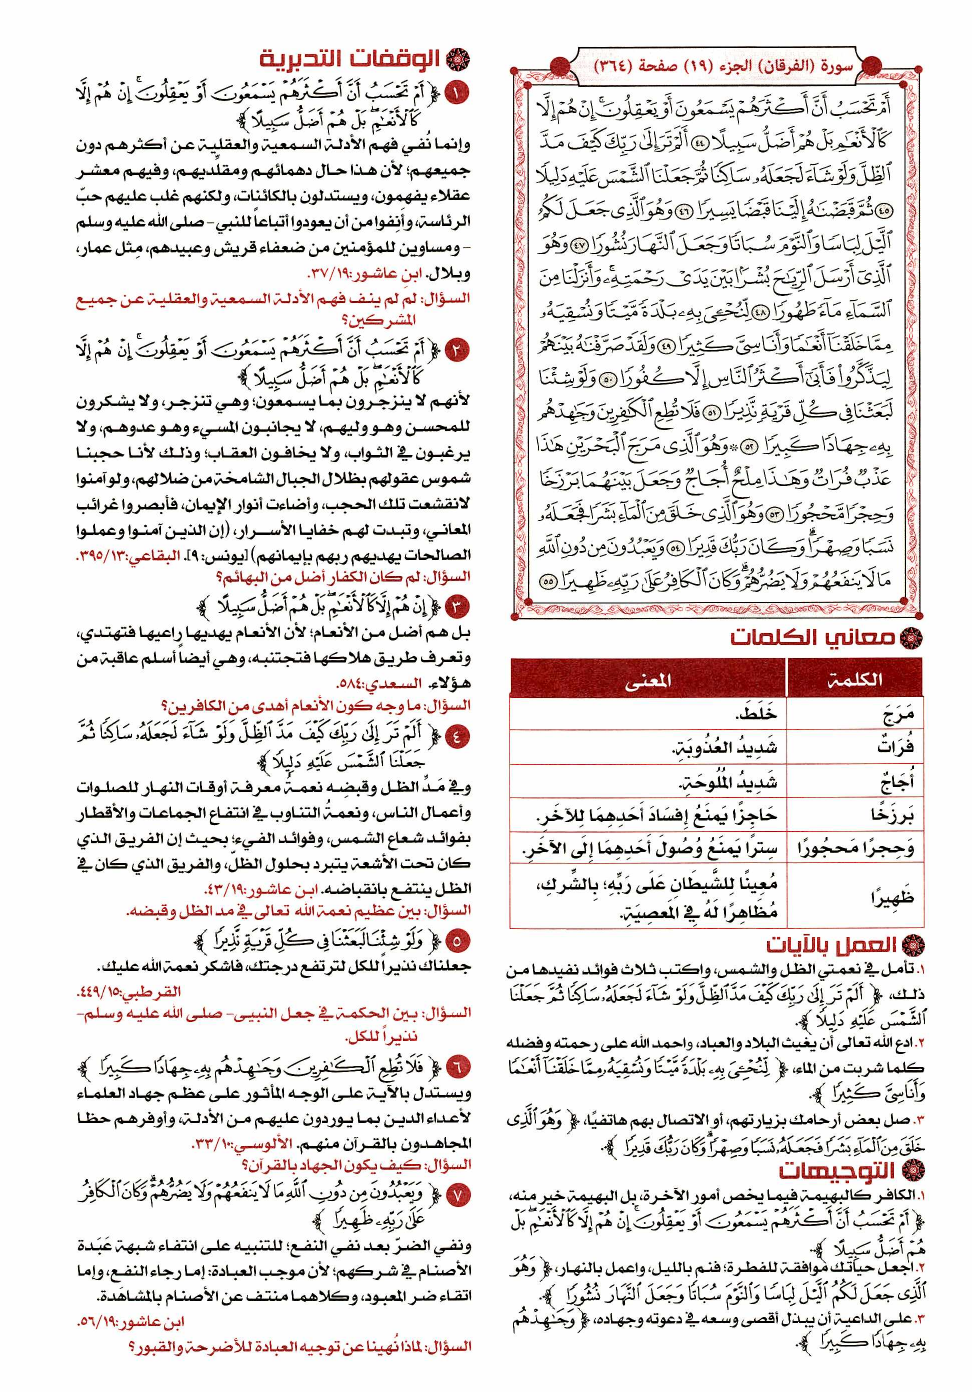 سورة (الفرقان) الجزء (١٩) صفحة (٣٦٤)
أَمْ تَحْسَبُ أَنَّ أَكْثَرَهُمْ يَسْمَعُونَ أَوْ يَعْقِلُونَ إِنْ هُمْ إِلَّا
كَالْأَنْعَامِ بَلْ هُمْ أَضَلُّ سَبِيلًا ٤٤ أَلَمْ تَرَ إِلَىٰ رَبِّكَ كَيْفَ مَدَّ
الظِّلَّ وَلَوْ شَاءَ لَجَعَلَهُ سَاكِنًا ثُمَّ جَعَلْنَا الشَّمْسَ عَلَيْهِ دَلِيلًا
٤٥ ثُمَّ قَبَضْنَاهُ إِلَيْنَا قَبْضًا يَسِيرًا ٤٦ وَهُوَ الَّذِي جَعَلَ لَكُمُ
اللَّيْلَ لِبَاسًا وَالنَّوْمَ سُبَاتًا وَجَعَلَ النَّهَارَ نُشُورًا ٤٧ وَهُوَ
الَّذِي أَرْسَلَ الرِّيَاحَ بُشْرًا بَيْنَ يَدَيْ رَحْمَتِهِ وَأَنْزَلْنَا مِنَ
السَّمَاءِ مَاءً طَهُورًا ٤٨ لِنُحْيِيَ بِهِ بَلْدَةً مَيْتًا وَنُسْقِيَهُ
مِمَّا خَلَقْنَا أَنْعَامًا وَأَنَاسِيَّ كَثِيرًا ٤٩ وَلَقَدْ صَرَّفْنَاهُ بَيْنَهُمْ
لِيَذَّكَّرُوا فَأَبَىٰ أَكْثَرُ النَّاسِ إِلَّا كُفُورًا ٥٠ وَلَوْ شِئْنَا
لَبَعَثْنَا فِي كُلِّ قَرْيَةٍ نَذِيرًا ٥١ فَلَا تُطِعِ الْكَافِرِينَ وَجَاهِدْهُمْ
بِهِ جِهَادًا كَبِيرًا ٥٢ ۞ وَهُوَ الَّذِي مَرَجَ الْبَحْرَيْنِ هَٰذَا
عَذْبٌ فُرَاتٌ وَهَٰذَا مِلْحٌ أُجَاجٌ وَجَعَلَ بَيْنَهُمَا بَرْزَخًا
وَحِجْرًا مَحْجُورًا ٥٣ وَهُوَ الَّذِي خَلَقَ مِنَ الْمَاءِ بَشَرًا فَجَعَلَهُ
نَسَبًا وَصِهْرًا وَكَانَ رَبُّكَ قَدِيرًا ٥٤ وَيَعْبُدُونَ مِنْ دُونِ اللَّهِ
مَا لَا يَنْفَعُهُمْ وَلَا يَضُرُّهُمْ وَكَانَ الْكَافِرُ عَلَىٰ رَبِّهِ ظَهِيرًا ٥٥
معاني الكلمات
الكلمة المعنى
مَرَجَ خَلَطَ.
فُرَاتٌ شَدِيدُ العُذُوبَةِ.
أُجَاجٌ شَدِيدُ المُلُوحَةِ.
بَرزَخًا حَاجِزًا يَمنَعُ إِفسَادَ أَحَدِهِمَا لِلآخَرِ.
وَحِجرًا مَحجُورًا سِترًا يَمنَعُ وُصُولَ أَحَدِهِمَا إِلَى الآخَرِ.
ظَهِيرًا مُعِينًا لِلشَّيطَانِ عَلَى رَبِّهِ؛ بِالشِّركِ،
مُظَاهِرًا لَهُ فِي المَعصِيَةِ.
العمل بالآيات
١. تأمل في نعمتي الظل والشمس، واكتب ثلاث فوائد نفيدها من
ذلك، ﴿ أَلَمْ تَرَ إِلَىٰ رَبِّكَ كَيْفَ مَدَّ الظِّلَّ وَلَوْ شَاءَ لَجَعَلَهُ سَاكِنًا ثُمَّ جَعَلْنَا
الشَّمْسَ عَلَيْهِ دَلِيلًا ﴾.
٢. ادع الله تعالى أن يغيث البلاد والعباد، واحمد الله على رحمته وفضله
كلما شربت من الماء، ﴿ لِنُحْيِيَ بِهِ بَلْدَةً مَيْتًا وَنُسْقِيَهُ مِمَّا خَلَقْنَا أَنْعَامًا
وَأَنَاسِيَّ كَثِيرًا ﴾.
٣. صل بعض أرحامك بزيارتهم، أو الاتصال بهم هاتفيًا، ﴿ وَهُوَ الَّذِي
خَلَقَ مِنَ الْمَاءِ بَشَرًا فَجَعَلَهُ نَسَبًا وَصِهْرًا وَكَانَ رَبُّكَ قَدِيرًا ﴾.
التوجيهات
١. الكافر كالبهيمة فيما يخص أمور الآخرة، بل البهيمة خير منه،
﴿ أَمْ تَحْسَبُ أَنَّ أَكْثَرَهُمْ يَسْمَعُونَ أَوْ يَعْقِلُونَ إِنْ هُمْ إِلَّا كَالْأَنْعَامِ بَلْ
هُمْ أَضَلُّ سَبِيلًا ﴾.
٢. اجعل حياتك موافقة للفطرة؛ فنم بالليل، واعمل بالنهار، ﴿ وَهُوَ
الَّذِي جَعَلَ لَكُمُ اللَّيْلَ لِبَاسًا وَالنَّوْمَ سُبَاتًا وَجَعَلَ النَّهَارَ نُشُورًا ﴾.
٣. على الداعية أن يبذل أقصى وسعه في دعوته وجهاده، ﴿ وَجَاهِدْهُمْ
بِهِ جِهَادًا كَبِيرًا ﴾.
الوقفات التدبرية
١ ﴿ أَمْ تَحْسَبُ أَنَّ أَكْثَرَهُمْ يَسْمَعُونَ أَوْ يَعْقِلُونَ إِنْ هُمْ إِلَّا
كَالْأَنْعَامِ بَلْ هُمْ أَضَلُّ سَبِيلًا ﴾
وإنما نُفي فهم الأدلة السمعية والعقلية عن أكثرهم دون
جميعهم؛ لأن هذا حال دهمائهم ومقلِّديهم، وفيهم معشر
عقلاء يفهمون، ويستدلون بالكائنات، ولكنهم غلب عليهم حبّ
الرئاسة، وأَنِفوا من أن يعودوا أتباعاً للنبي- صلى الله عليه وسلم
-ومساوين للمؤمنين من ضعفاء قريش وعبيدهم، مِثل عمار،
وبلال. ابن عاشور:٣٧/١٩.
السؤال: لم لم ينف فهم الأدلة السمعية والعقلية عن جميع
المشركين؟
٢ ﴿ أَمْ تَحْسَبُ أَنَّ أَكْثَرَهُمْ يَسْمَعُونَ أَوْ يَعْقِلُونَ إِنْ هُمْ إِلَّا
كَالْأَنْعَامِ بَلْ هُمْ أَضَلُّ سَبِيلًا ﴾
لأنهم لا ينزجرون بما يسمعون؛ وهي تنزجر، ولا يشكرون
للمحسن وهو وليهم، لا يجانبون المسيء وهو عدوهم، ولا
يرغبون في الثواب، ولا يخافون العقاب؛ وذلك لأنا حجبنا
شموس عقولهم بظلال الجبال الشامخة من ضلالهم، ولو آمنوا
لانقشعت تلك الحجب، وأضاءت أنوار الإيمان، فأبصروا غرائب
المعاني، وتبدت لهم خفايا الأسرار، (إن الذين آمنوا وعملوا
الصالحات يهديهم ربهم بإيمانهم) [يونس: ٩]. البقاعي:٣٩٥/١٣.
السؤال: لم كان الكفار أضل من البهائم؟
٣ ﴿ إِنْ هُمْ إِلَّا كَالْأَنْعَامِ بَلْ هُمْ أَضَلُّ سَبِيلًا ﴾
بل هم أضل من الأنعام؛ لأن الأنعام يهديها راعيها فتهتدي،
وتعرف طريق هلاكها فتجتنبه، وهي أيضاً أسلم عاقبة من
هؤلاء. السعدي:٥٨٤.
السؤال: ما وجه كون الأنعام أهدى من الكافرين؟
٤ ﴿ أَلَمْ تَرَ إِلَىٰ رَبِّكَ كَيْفَ مَدَّ الظِّلَّ وَلَوْ شَاءَ لَجَعَلَهُ سَاكِنًا ثُمَّ
جَعَلْنَا الشَّمْسَ عَلَيْهِ دَلِيلًا ﴾
وفي مَدِّ الظل وقبضِه نعمةُ معرفة أوقات النهار للصلوات
وأعمال الناس، ونعمةُ التناوب في انتفاع الجماعات والأقطار
بفوائد شعاع الشمس، وفوائد الفيء؛ بحيث إن الفريق الذي
كان تحت الأشعة يتبرد بحلول الظلّ، والفريق الذي كان في
الظل ينتفع بانقباضه. ابن عاشور:٤٣/١٩.
السؤال: بين عظيم نعمة الله تعالى في مد الظل وقبضه.
٥ ﴿ وَلَوْ شِئْنَا لَبَعَثْنَا فِي كُلِّ قَرْيَةٍ نَذِيرًا ﴾
جعلناك نذيراً للكل لترتفع درجتك، فاشكر نعمة الله عليك.
القرطبي:٤٤٩/١٥.
السؤال: بين الحكمة في جعل النبي- صلى الله عليه وسلم-
نذيراً للكل.
٦ ﴿ فَلَا تُطِعِ الْكَافِرِينَ وَجَاهِدْهُمْ بِهِ جِهَادًا كَبِيرًا ﴾
ويستدل بالآية على الوجه المأثور على عظم جهاد العلماء
لأعداء الدين بما يوردون عليهم من الأدلة، وأوفرهم حظا
المجاهدون بالقرآن منهم. الألوسي:٣٣/١٠.
السؤال: كيف يكون الجهاد بالقرآن؟
٧ ﴿ وَيَعْبُدُونَ مِنْ دُونِ اللَّهِ مَا لَا يَنْفَعُهُمْ وَلَا يَضُرُّهُمْ وَكَانَ الْكَافِرُ
عَلَىٰ رَبِّهِ ظَهِيرًا ﴾
ونفي الضرّ بعد نفي النفع؛ للتنبيه على انتفاء شبهة عَبَدة
الأصنام في شركهم؛ لأن موجب العبادة: إما رجاء النفع، وإما
اتقاء ضر المعبود، وكلاهما منتف عن الأصنام بالمشاهَدة.
ابن عاشور:٥٦/١٩.
السؤال: لماذا نُهينا عن توجيه العبادة للأضرحة والقبور؟